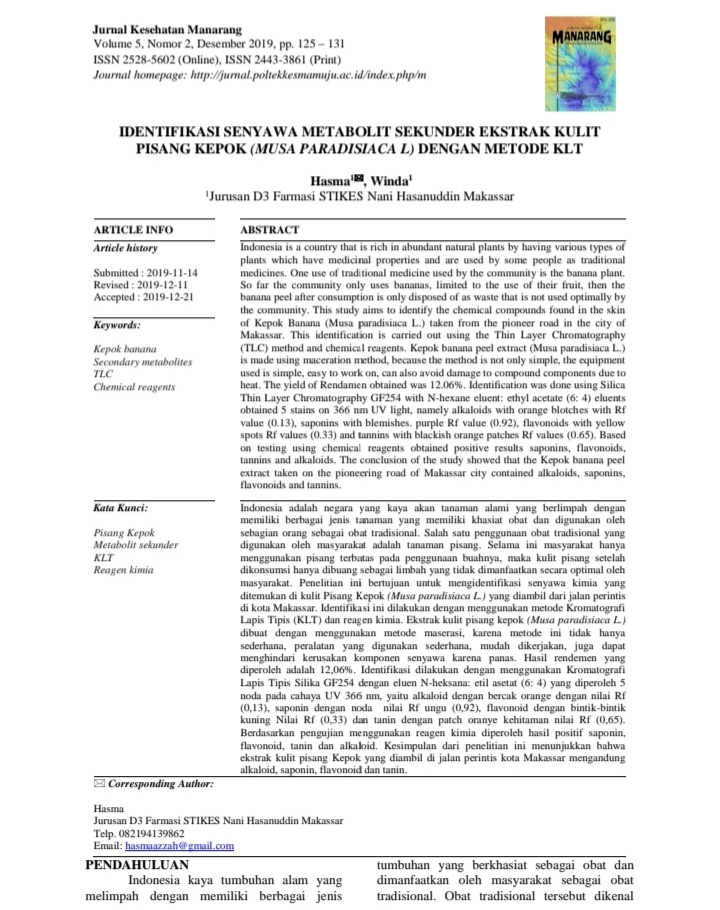 Jurnal Kesehatan Manarang
Volume 5, Nomor 2, Desember 2019, pp. 125 – 131
ISSN 2528-5602 (Online), ISSN 2443-3861 (Print)
Journal homepage: http://jurnal.poltekkesmamuju.ac.id/index.php/m
MANARANG
IDENTIFIKASI SENYAWA METABOLIT SEKUNDER EKSTRAK KULIT
PISANG KEPOK (MUSA PARADISIACA L) DENGAN METODE KLT
Hasma¹✉, Winda¹
¹Jurusan D3 Farmasi STIKES Nani Hasanuddin Makassar
ARTICLE INFO
Article history
Submitted : 2019-11-14
Revised : 2019-12-11
Accepted : 2019-12-21
Keywords:
Kepok banana
Secondary metabolites
TLC
Chemical reagents
ABSTRACT
Indonesia is a country that is rich in abundant natural plants by having various types of
plants which have medicinal properties and are used by some people as traditional
medicines. One use of traditional medicine used by the community is the banana plant.
So far the community only uses bananas, limited to the use of their fruit, then the
banana peel after consumption is only disposed of as waste that is not used optimally by
the community. This study aims to identify the chemical compounds found in the skin
of Kepok Banana (Musa paradisiaca L.) taken from the pioneer road in the city of
Makassar. This identification is carried out using the Thin Layer Chromatography
(TLC) method and chemical reagents. Kepok banana peel extract (Musa paradisiaca L.)
is made using maceration method, because the method is not only simple, the equipment
used is simple, easy to work on, can also avoid damage to compound components due to
heat. The yield of Rendamen obtained was 12.06%. Identification was done using Silica
Thin Layer Chromatography GF254 with N-hexane eluent: ethyl acetate (6: 4) eluents
obtained 5 stains on 366 nm UV light, namely alkaloids with orange blotches with Rf
value (0.13), saponins with blemishes. purple Rf value (0.92), flavonoids with yellow
spots Rf values (0.33) and tannins with blackish orange patches Rf values (0.65). Based
on testing using chemical reagents obtained positive results saponins, flavonoids,
tannins and alkaloids. The conclusion of the study showed that the Kepok banana peel
extract taken on the pioneering road of Makassar city contained alkaloids, saponins,
flavonoids and tannins.
Kata Kunci:
Pisang Kepok
Metabolit sekunder
KLT
Reagen kimia
Indonesia adalah negara yang kaya akan tanaman alami yang berlimpah dengan
memiliki berbagai jenis tanaman yang memiliki khasiat obat dan digunakan oleh
sebagian orang sebagai obat tradisional. Salah satu penggunaan obat tradisional yang
digunakan oleh masyarakat adalah tanaman pisang. Selama ini masyarakat hanya
menggunakan pisang terbatas pada penggunaan buahnya, maka kulit pisang setelah
dikonsumsi hanya dibuang sebagai limbah yang tidak dimanfaatkan secara optimal oleh
masyarakat. Penelitian ini bertujuan untuk mengidentifikasi senyawa kimia yang
ditemukan di kulit Pisang Kepok (Musa paradisiaca L.) yang diambil dari jalan perintis
di kota Makassar. Identifikasi ini dilakukan dengan menggunakan metode Kromatografi
Lapis Tipis (KLT) dan reagen kimia. Ekstrak kulit pisang kepok (Musa paradisiaca L.)
dibuat dengan menggunakan metode maserasi, karena metode ini tidak hanya
sederhana, peralatan yang digunakan sederhana, mudah dikerjakan, juga dapat
menghindari kerusakan komponen senyawa karena panas. Hasil rendemen yang
diperoleh adalah 12,06%. Identifikasi dilakukan dengan menggunakan Kromatografi
Lapis Tipis Silika GF254 dengan eluen N-heksana: etil asetat (6: 4) yang diperoleh 5
noda pada cahaya UV 366 nm, yaitu alkaloid dengan bercak orange dengan nilai Rf
(0,13), saponin dengan noda nilai Rf ungu (0,92), flavonoid dengan bintik-bintik
kuning Nilai Rf (0,33) dan tanin dengan patch oranye kehitaman nilai Rf (0,65).
Berdasarkan pengujian menggunakan reagen kimia diperoleh hasil positif saponin,
flavonoid, tanin dan alkaloid. Kesimpulan dari penelitian ini menunjukkan bahwa
ekstrak kulit pisang Kepok yang diambil di jalan perintis kota Makassar mengandung
alkaloid, saponin, flavonoid dan tanin.
✉ Corresponding Author:
Hasma
Jurusan D3 Farmasi STIKES Nani Hasanuddin Makassar
Telp. 082194139862
Email: hasmaazzah@gmail.com
PENDAHULUAN
Indonesia kaya tumbuhan alam yang
melimpah dengan memiliki berbagai jenis
tumbuhan yang berkhasiat sebagai obat dan
dimanfaatkan oleh masyarakat sebagai obat
tradisional. Obat tradisional tersebut dikenal